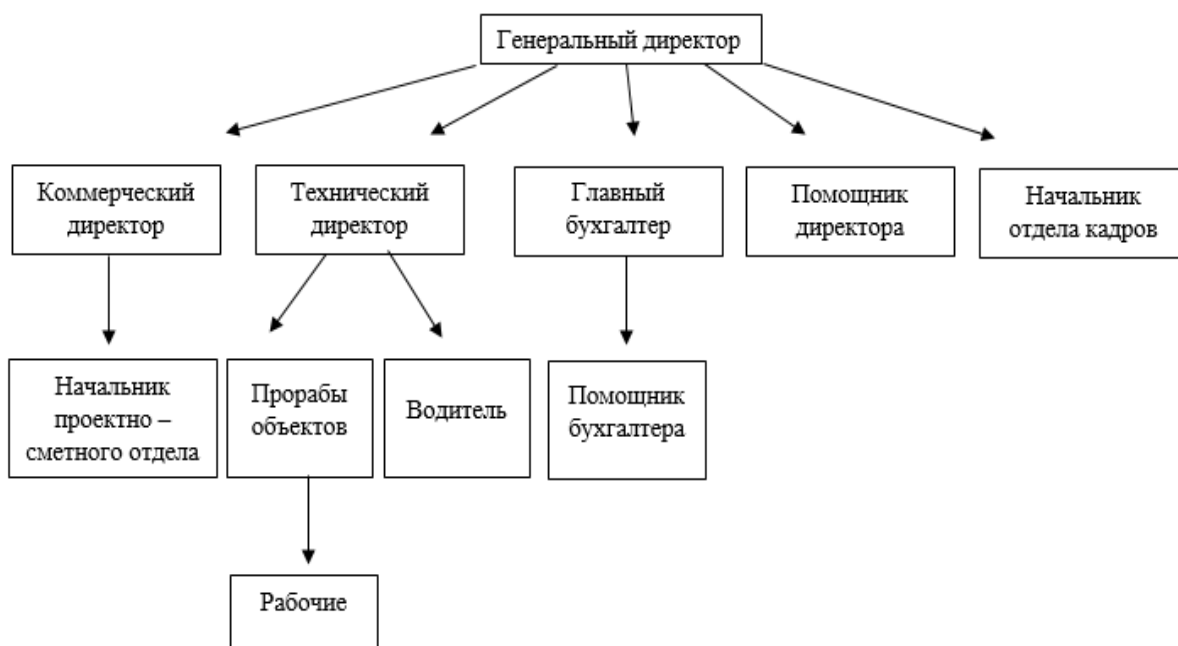 Генеральный директор
Коммерческий
директор
Технический
директор
Главный
бухгалтер
Помощник
директора
Начальник
отдела кадров
Начальник
проектно –
сметного отдела
Прорабы
объектов
Водитель
Помощник
бухгалтера
Рабочие